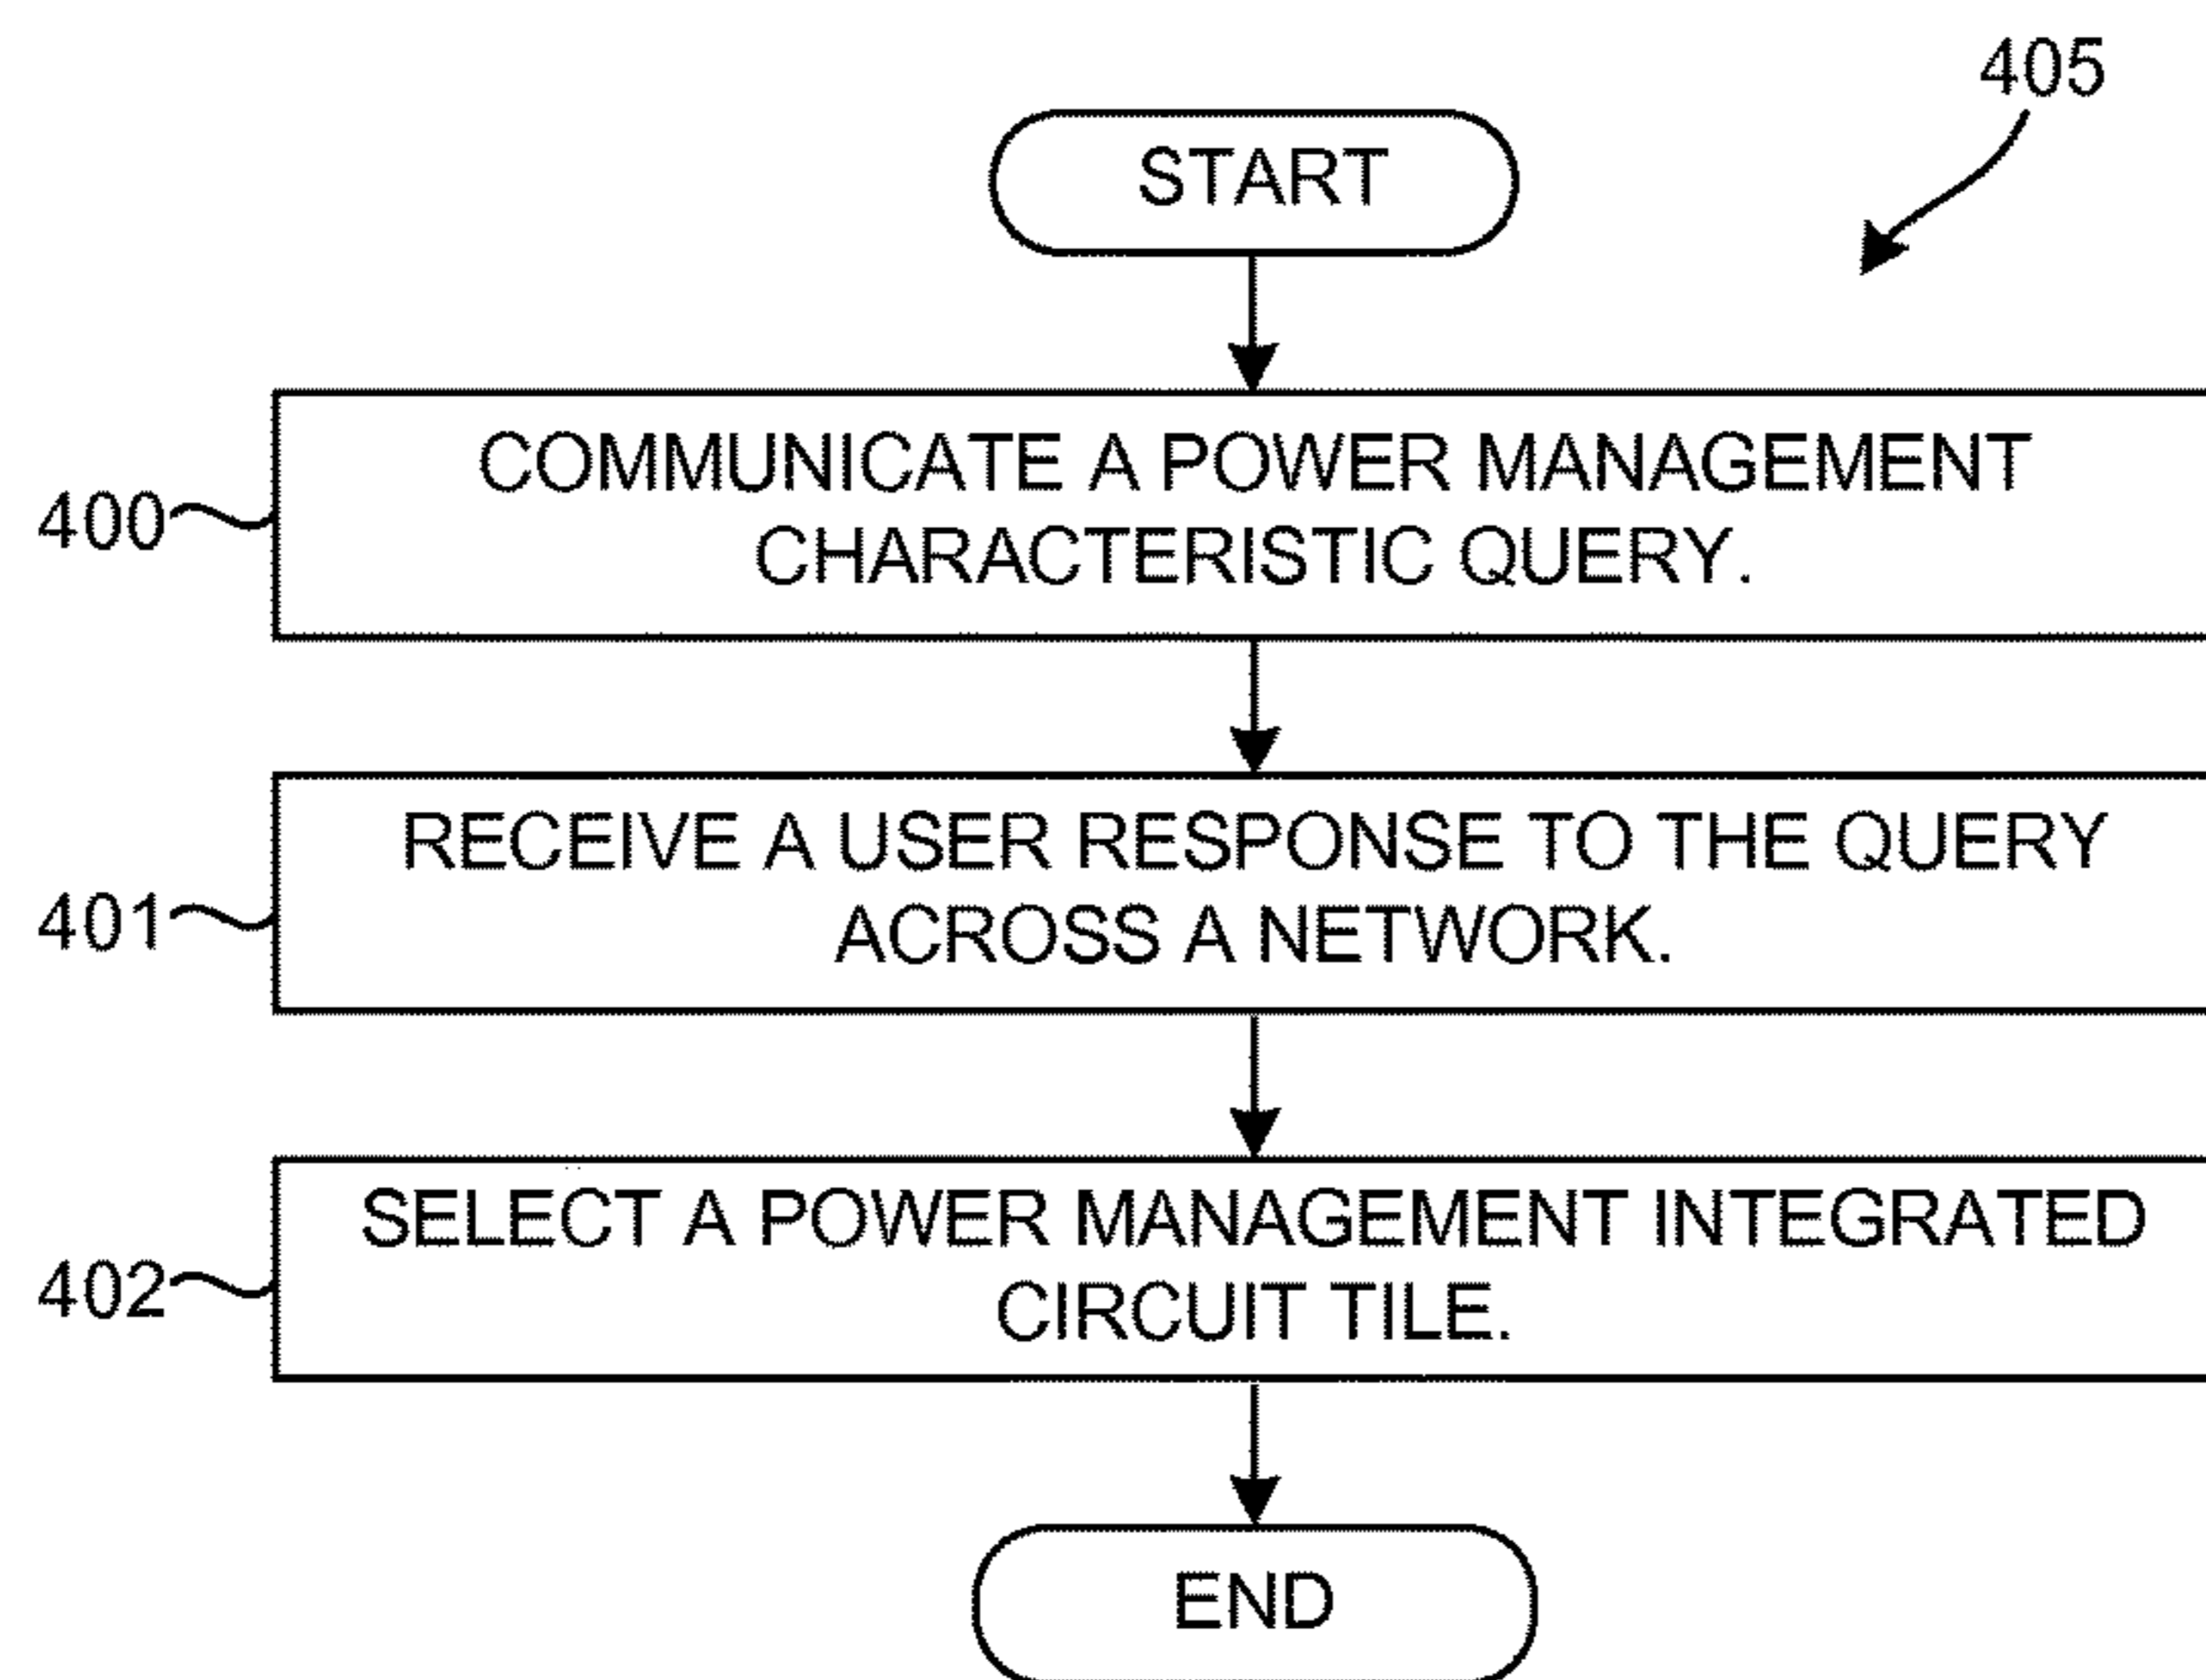 405
START
400
COMMUNICATE A POWER MANAGEMENT
CHARACTERISTIC QUERY.
401
RECEIVE A USER RESPONSE TO THE QUERY
ACROSS A NETWORK.
402
SELECT A POWER MANAGEMENT INTEGRATED
CIRCUIT TILE.
END